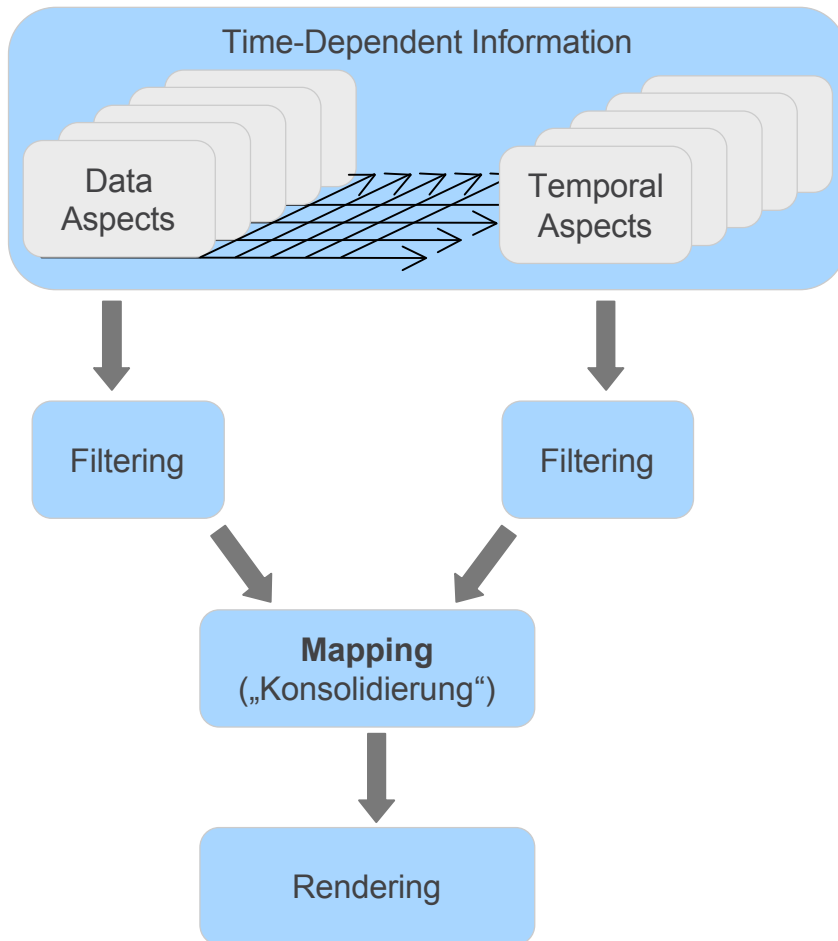 Time-Dependent Information
Data
Aspects
Temporal
Aspects
Filtering
Filtering
Mapping
(„Konsolidierung“)
Rendering